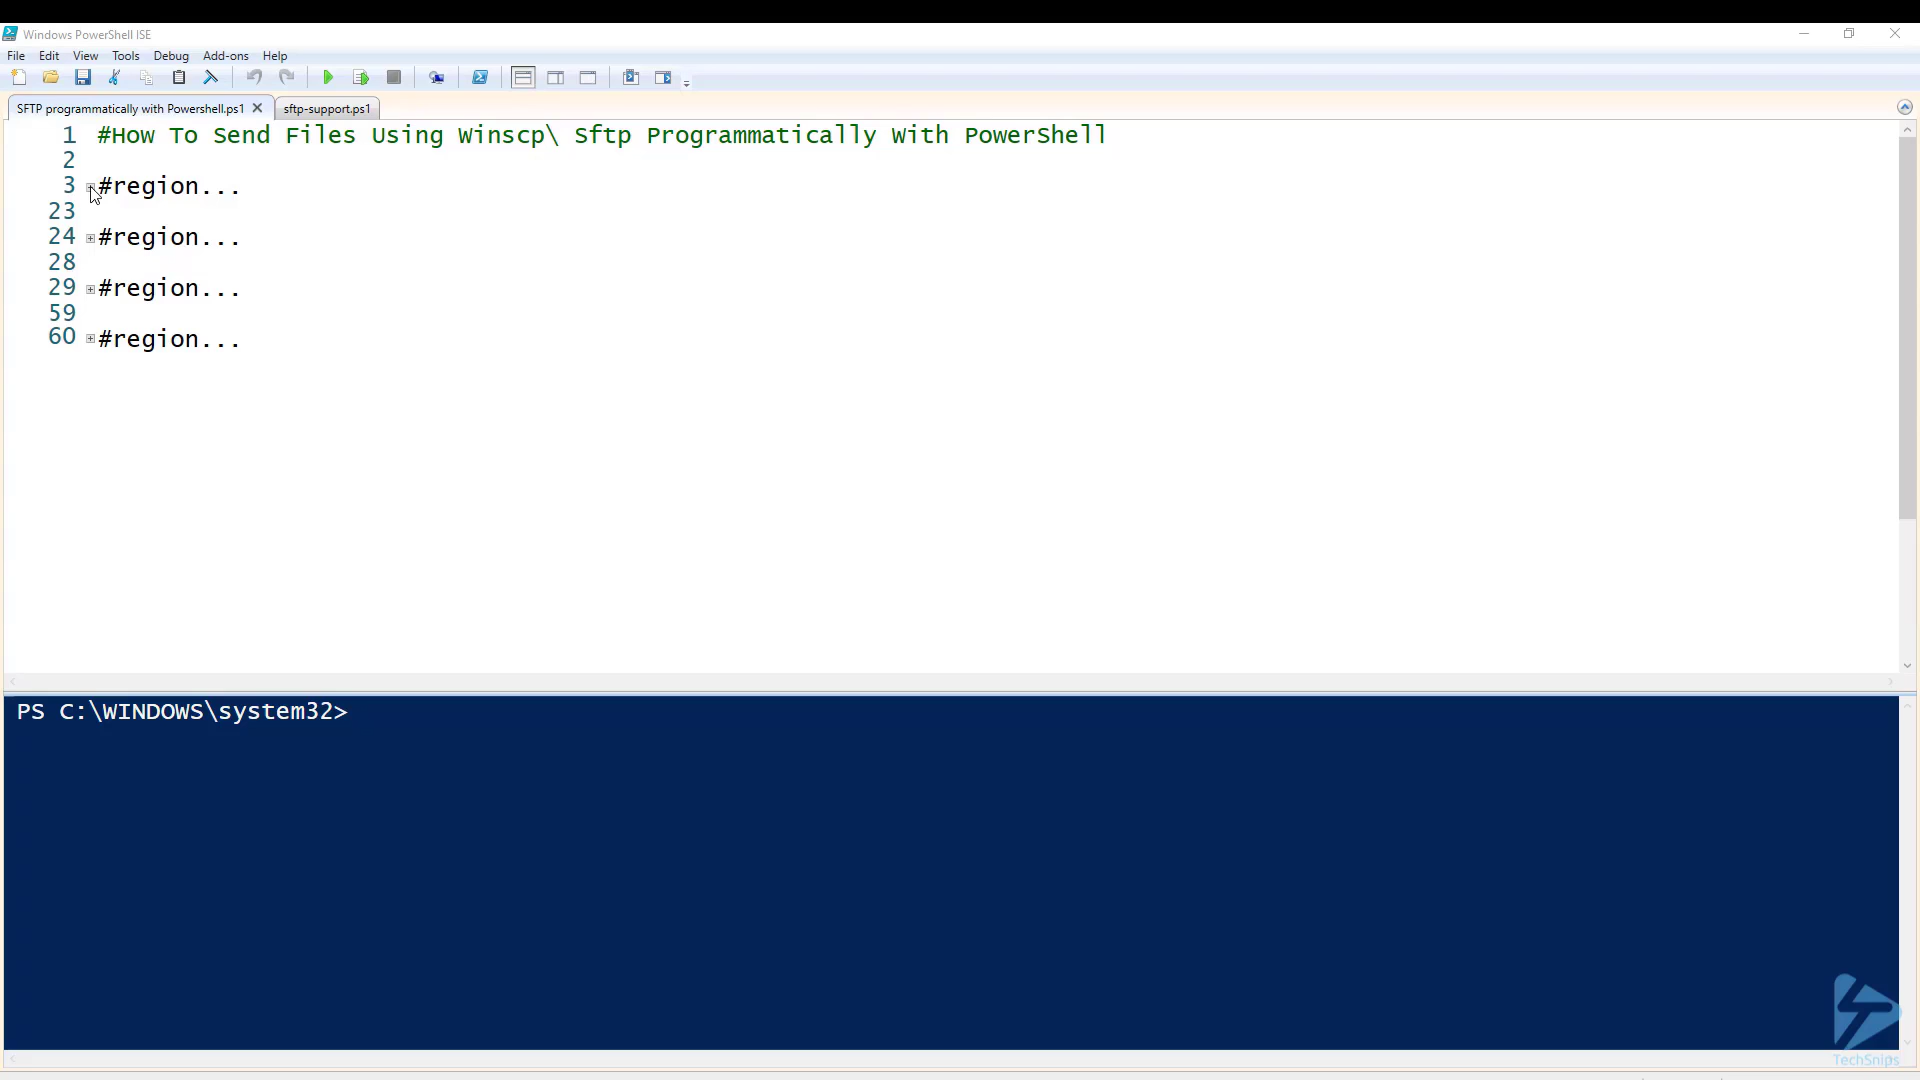 Windows PowerShell ISE
File Edit View Tools Debug Add-ons Help
SFTP programmatically with Powershell.ps1 sftp-support.ps1
1 #How To Send Files Using Winscp\ Sftp Programmatically With PowerShell
2
3 #region...
23
24 #region...
28
29 #region...
59
60 #region...
PS C:\WINDOWS\system32>
TechSnips